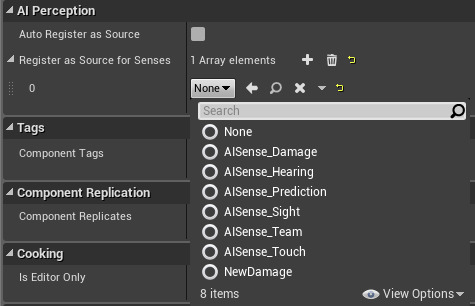 AI Perception
Auto Register as Source
Register as Source for Senses
1 Array elements
0
None
Search
None
AISense_Damage
AISense_Hearing
AISense_Prediction
AISense_Sight
AISense_Team
AISense_Touch
NewDamage
8 items
View Options
Tags
Component Tags
Component Replication
Component Replicates
Cooking
Is Editor Only